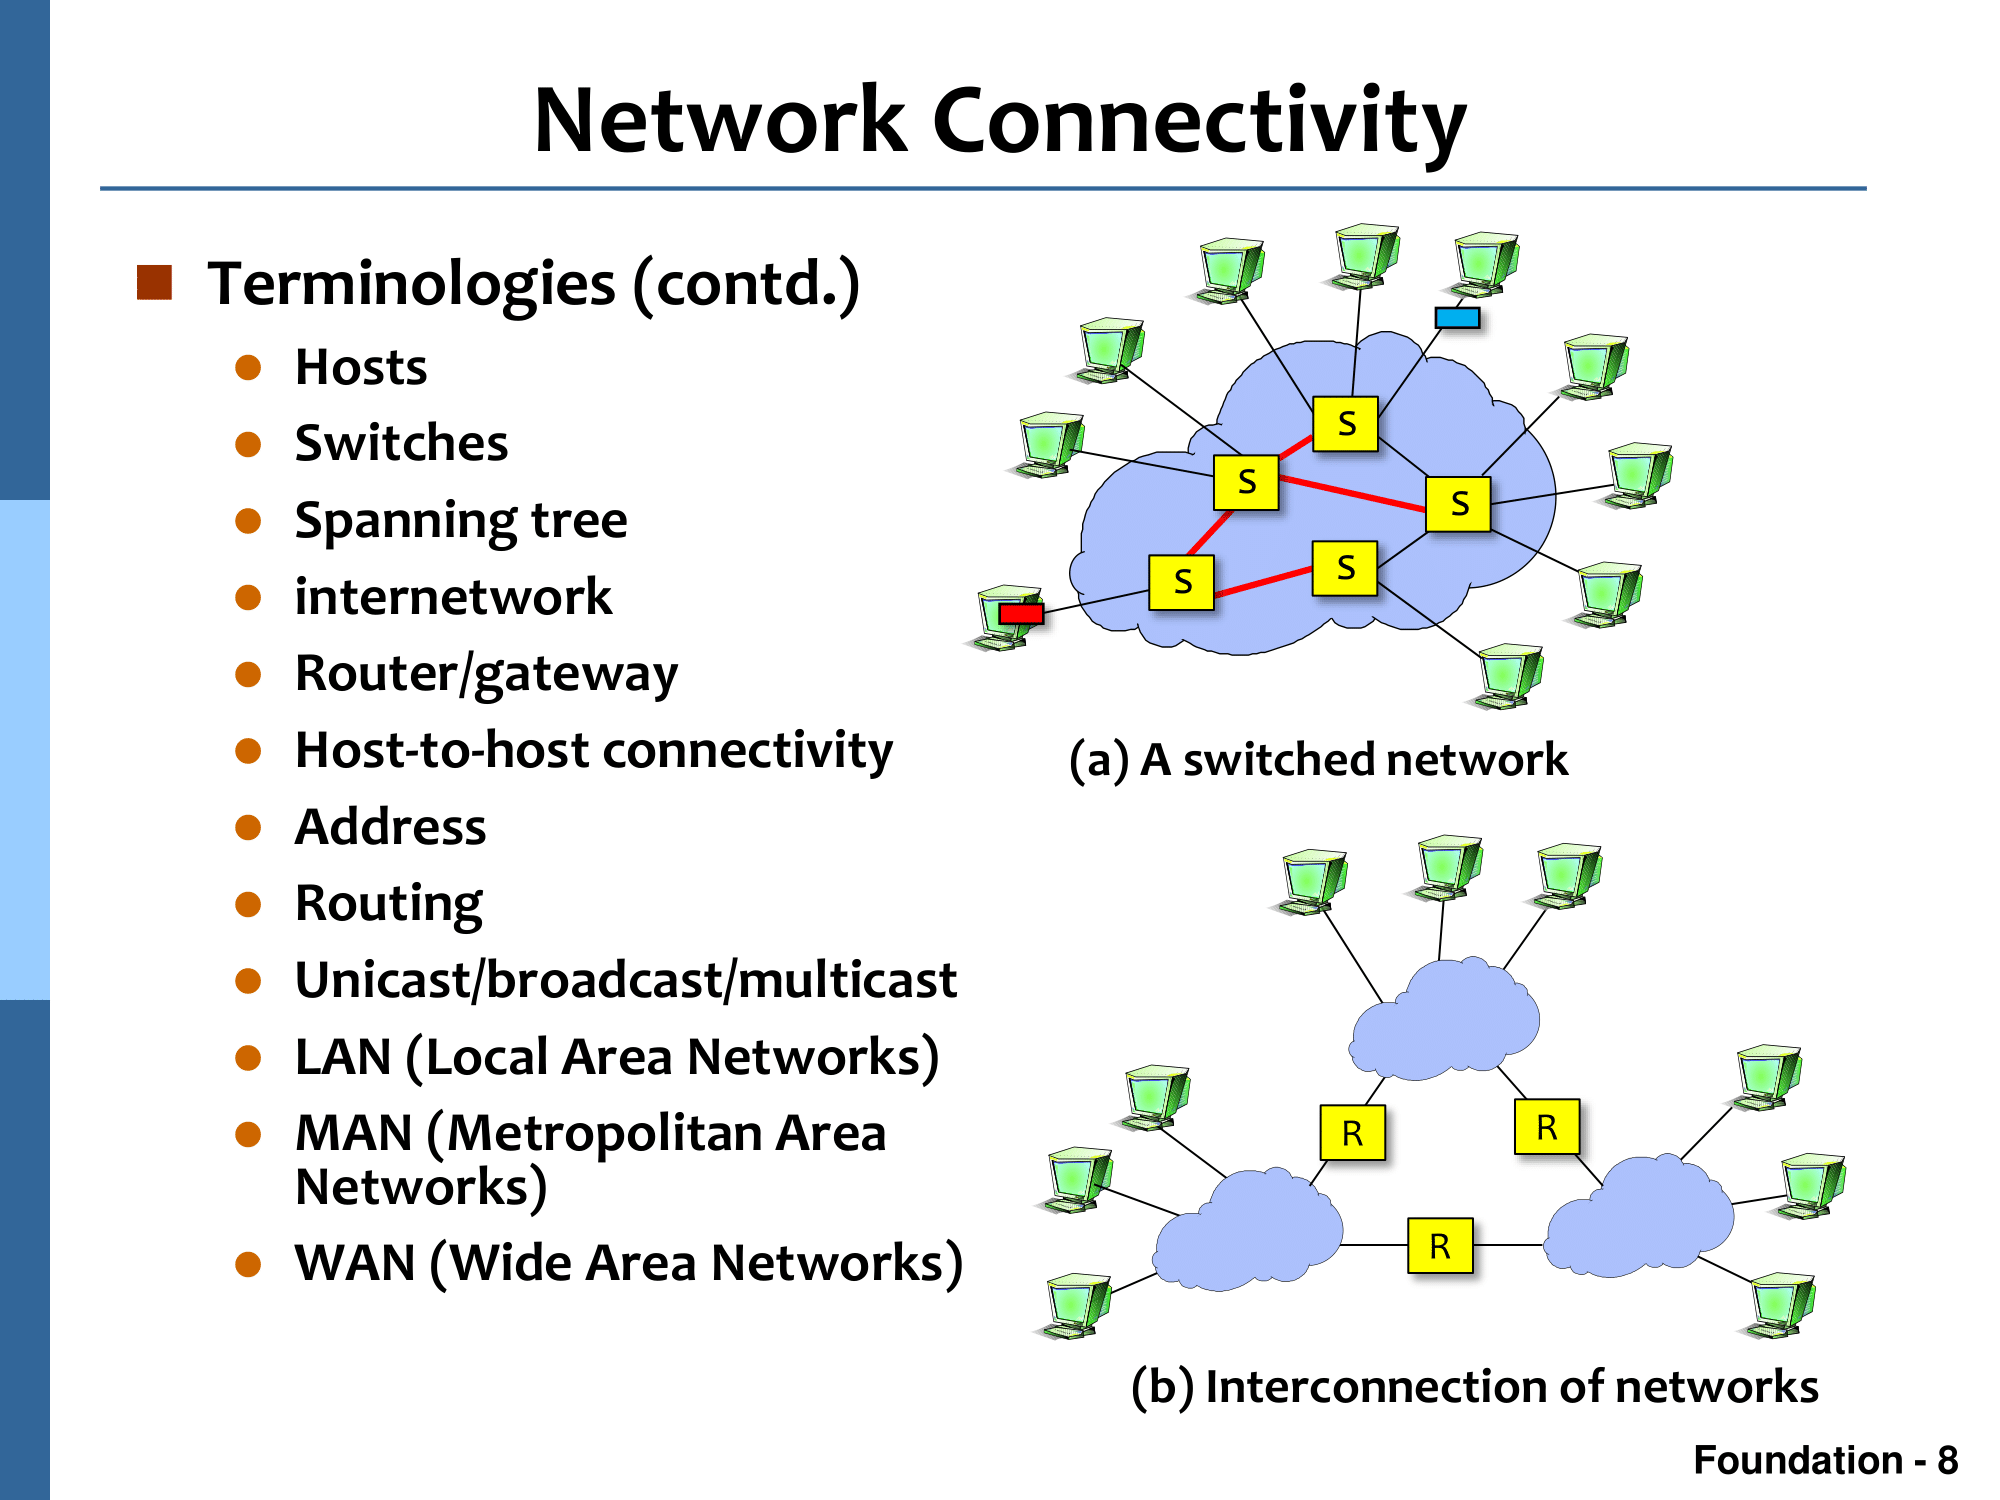 Network Connectivity
Terminologies (contd.)
Hosts
Switches
Spanning tree
internetwork
Router/gateway
Host-to-host connectivity
Address
Routing
Unicast/broadcast/multicast
LAN (Local Area Networks)
MAN (Metropolitan Area
Networks)
WAN (Wide Area Networks)
S
S
S
S
S
(a) A switched network
R
R
R
(b) Interconnection of networks
Foundation - 8